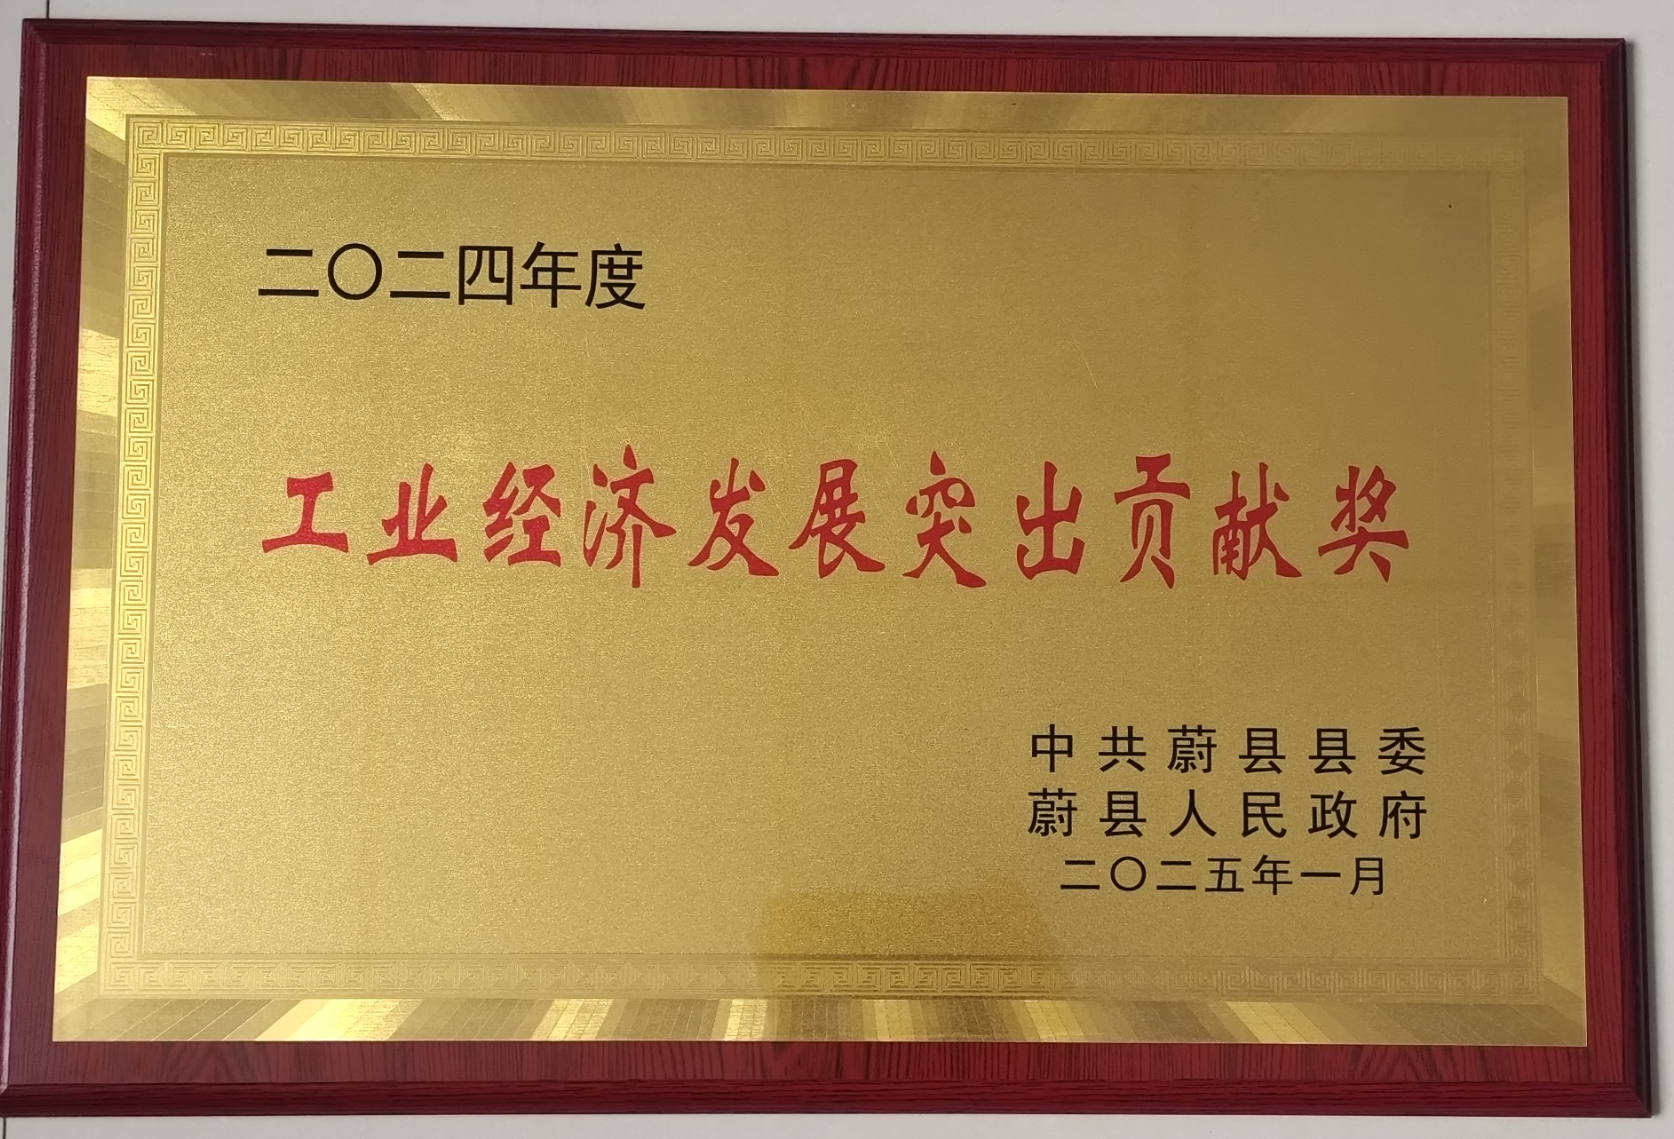 二〇二四年度
工业经济发展突出贡献奖
中共蔚县县委
蔚县人民政府
二〇二五年一月